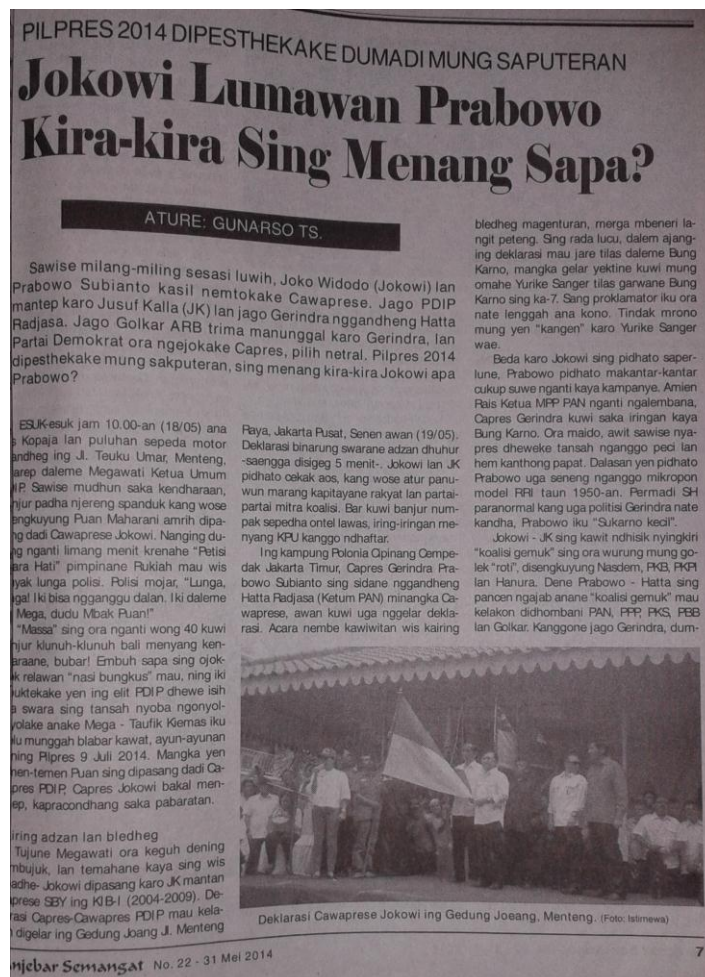 PILPRES 2014 DIPESTHEKAKE DUMADI MUNG SAPUTERAN
Jokowi Lumawan Prabowo
Kira-kira Sing Menang Sapa?
ATURE: GUNARSO TS.
Sawise milang-miling sesasi luwih, Joko Widodo (Jokowi) lan
Prabowo Subianto kasil nemtokake Cawaprese. Jago PDIP
mantep karo Jusuf Kalla (JK) lan jago Gerindra nggandheng Hatta
Radjasa. Jago Golkar ARB trima manunggal karo Gerindra, lan
Partai Demokrat ora ngejokake Capres, pilih netral. Pilpres 2014
dipesthekake mung sakputeran, sing menang kira-kira Jokowi apa
Prabowo?
ESUK-esuk jam 10.00-an (18/05) ana
Kopaja lan puluhan sepeda motor
ing Jl. Teuku Umar, Menteng,
daleme Megawati Ketua Umum
Sawise mudhun saka kendharaan,
padha njereng spanduk kang wose
Puan Maharani amrih dipa-
dadi Cawaprese Jokowi. Nanging du-
nganti limang menit krenahe “Petisi
Hati” pimpinane Rukiah mau wis
lunga polisi. Polisi mojar, “Lunga,
Iki bisa ngganggu dalan. Iki daleme
Mega, dudu Mbak Puan!”
“Massa” sing ora nganti wong 40 kuwi
klunuh-klunuh bali menyang ken-
bubar! Embuh sapa sing ojok-
relawan “nasi bungkus” mau, ning iki
yen ing elit PDIP dhewe isih
swara sing tansah nyoba ngonyol-
anake Mega - Taufik Kiemas iku
munggah blabar kawat, ayun-ayunan
Pilpres 9 Juli 2014. Mangka yen
Puan sing dipasang dadi Ca-
PDIP, Capres Jokowi bakal men-
kapracondhang saka pabaratan.
adzan lan bledheg
Tujune Megawati ora keguh dening
lan temahane kaya sing wis
Jokowi dipasang karo JK mantan
SBY ing KIB-I (2004-2009). De-
Capres-Cawapres PDIP mau kela-
digelar ing Gedung Joang Jl. Menteng
Raya, Jakarta Pusat, Senen awan (19/05).
Deklarasi binarung swarane adzan dhuhur
-saengga disigeg 5 menit-. Jokowi lan JK
pidhato cekak aos, kang wose atur panu-
wun marang kapitayane rakyat lan partai-
partai mitra koalisi. Bar kuwi banjur num-
pak sepedha ontel lawas, iring-iringan me-
nyang KPU kanggo ndhaftar.
Ing kampung Polonia Cipinang Cempe-
dak Jakarta Timur, Capres Gerindra Pra-
bowo Subianto sing sidane nggandheng
Hatta Radjasa (Ketum PAN) minangka Ca-
waprese, awan kuwi uga nggelar dekla-
rasi. Acara nembe kawiwitan wis kairing
bledheg magenturan, merga mbeneri la-
ngit peteng. Sing rada lucu, dalem ajang-
ing deklarasi mau jare tilas daleme Bung
Karno, mangka gelar yektine kuwi mung
omahe Yurike Sanger tilas garwane Bung
Karno sing ka-7. Sang proklamator iku ora
nate lenggah ana kono. Tindak mrono
mung yen “kangen” karo Yurike Sanger
wae.
Beda karo Jokowi sing pidhato saper-
lune, Prabowo pidhato makantar-kantar
cukup suwe nganti kaya kampanye. Amien
Rais Ketua MPP PAN nganti ngalembana,
Capres Gerindra kuwi saka iringan kaya
Bung Karno. Ora maido, awit sawise nya-
pres dheweke tansah nganggo peci lan
hem kanthong papat. Dalasan yen pidhato
Prabowo uga seneng nganggo mikropon
model RRI taun 1950-an. Permadi SH
paranormal kang uga politisi Gerindra nate
kandha, Prabowo iku “Sukarno kecil”.
Jokowi - JK sing kawit ndhisik nyingkiri
“koalisi gemuk” sing ora wurung mung go-
lek “roti”, disengkuyung Nasdem, PKB, PKPI
lan Hanura. Dene Prabowo - Hatta sing
pancen ngajab anane “koalisi gemuk” mau
kelakon didhombani PAN, PPP, PKS, PBB
lan Golkar. Kanggone jago Gerindra, dum-
Deklarasi Cawaprese Jokowi ing Gedung Joeang, Menteng. (Foto: Istimewa)
njebar Semangat No. 22 - 31 Mei 2014
7